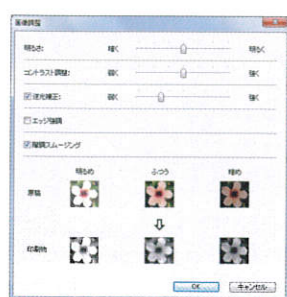 画像調整
明るさ: 暗く 明るく
コントラスト調整: 弱く 強く
逆光補正: 弱く 強く
エッジ強調
階調スムージング
明るめ ふつう 暗め
原稿
印刷物
OK キャンセル